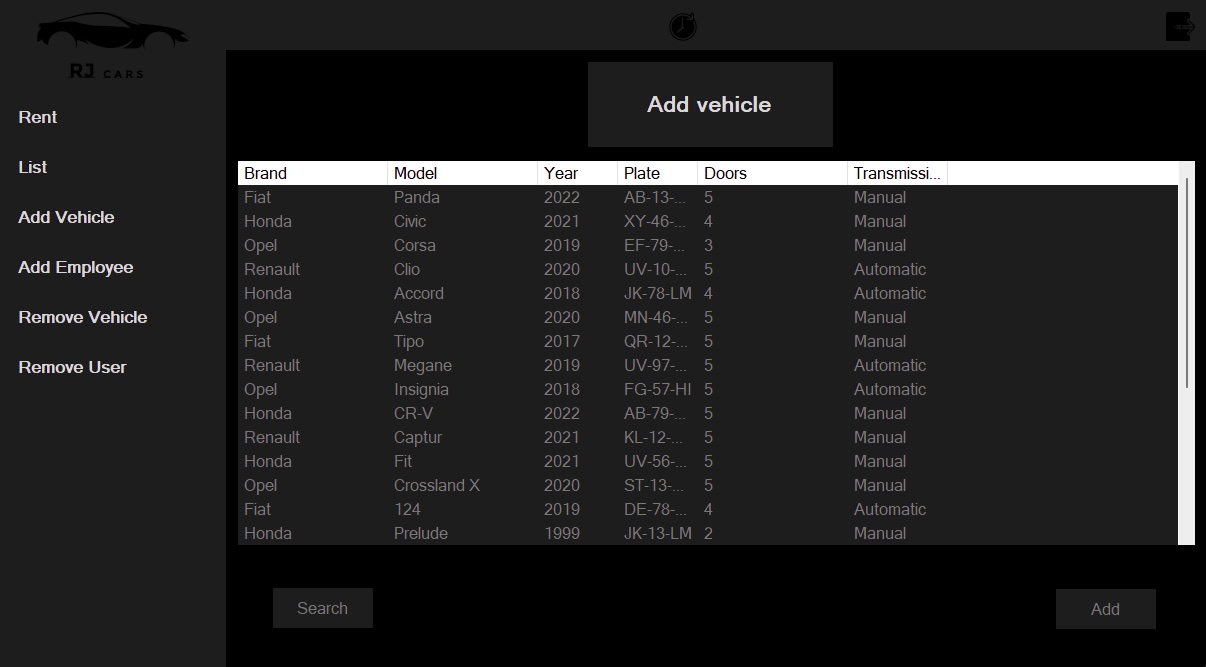 RJ CARS
Rent
List
Add Vehicle
Add Employee
Remove Vehicle
Remove User
Add vehicle
Brand Model Year Plate Doors Transmissi...
Fiat Panda 2022 AB-13-... 5 Manual
Honda Civic 2021 XY-46-... 4 Manual
Opel Corsa 2019 EF-79-... 3 Manual
Renault Clio 2020 UV-10-... 5 Automatic
Honda Accord 2018 JK-78-LM 4 Automatic
Opel Astra 2020 MN-46-... 5 Manual
Fiat Tipo 2017 QR-12-... 5 Manual
Renault Megane 2019 UV-97-... 5 Automatic
Opel Insignia 2018 FG-57-HI 5 Automatic
Honda CR-V 2022 AB-79-... 5 Manual
Renault Captur 2021 KL-12-... 5 Manual
Honda Fit 2021 UV-56-... 5 Manual
Opel Crossland X 2020 ST-13-... 5 Manual
Fiat 124 2019 DE-78-... 4 Automatic
Honda Prelude 1999 JK-13-LM 2 Manual
Search
Add